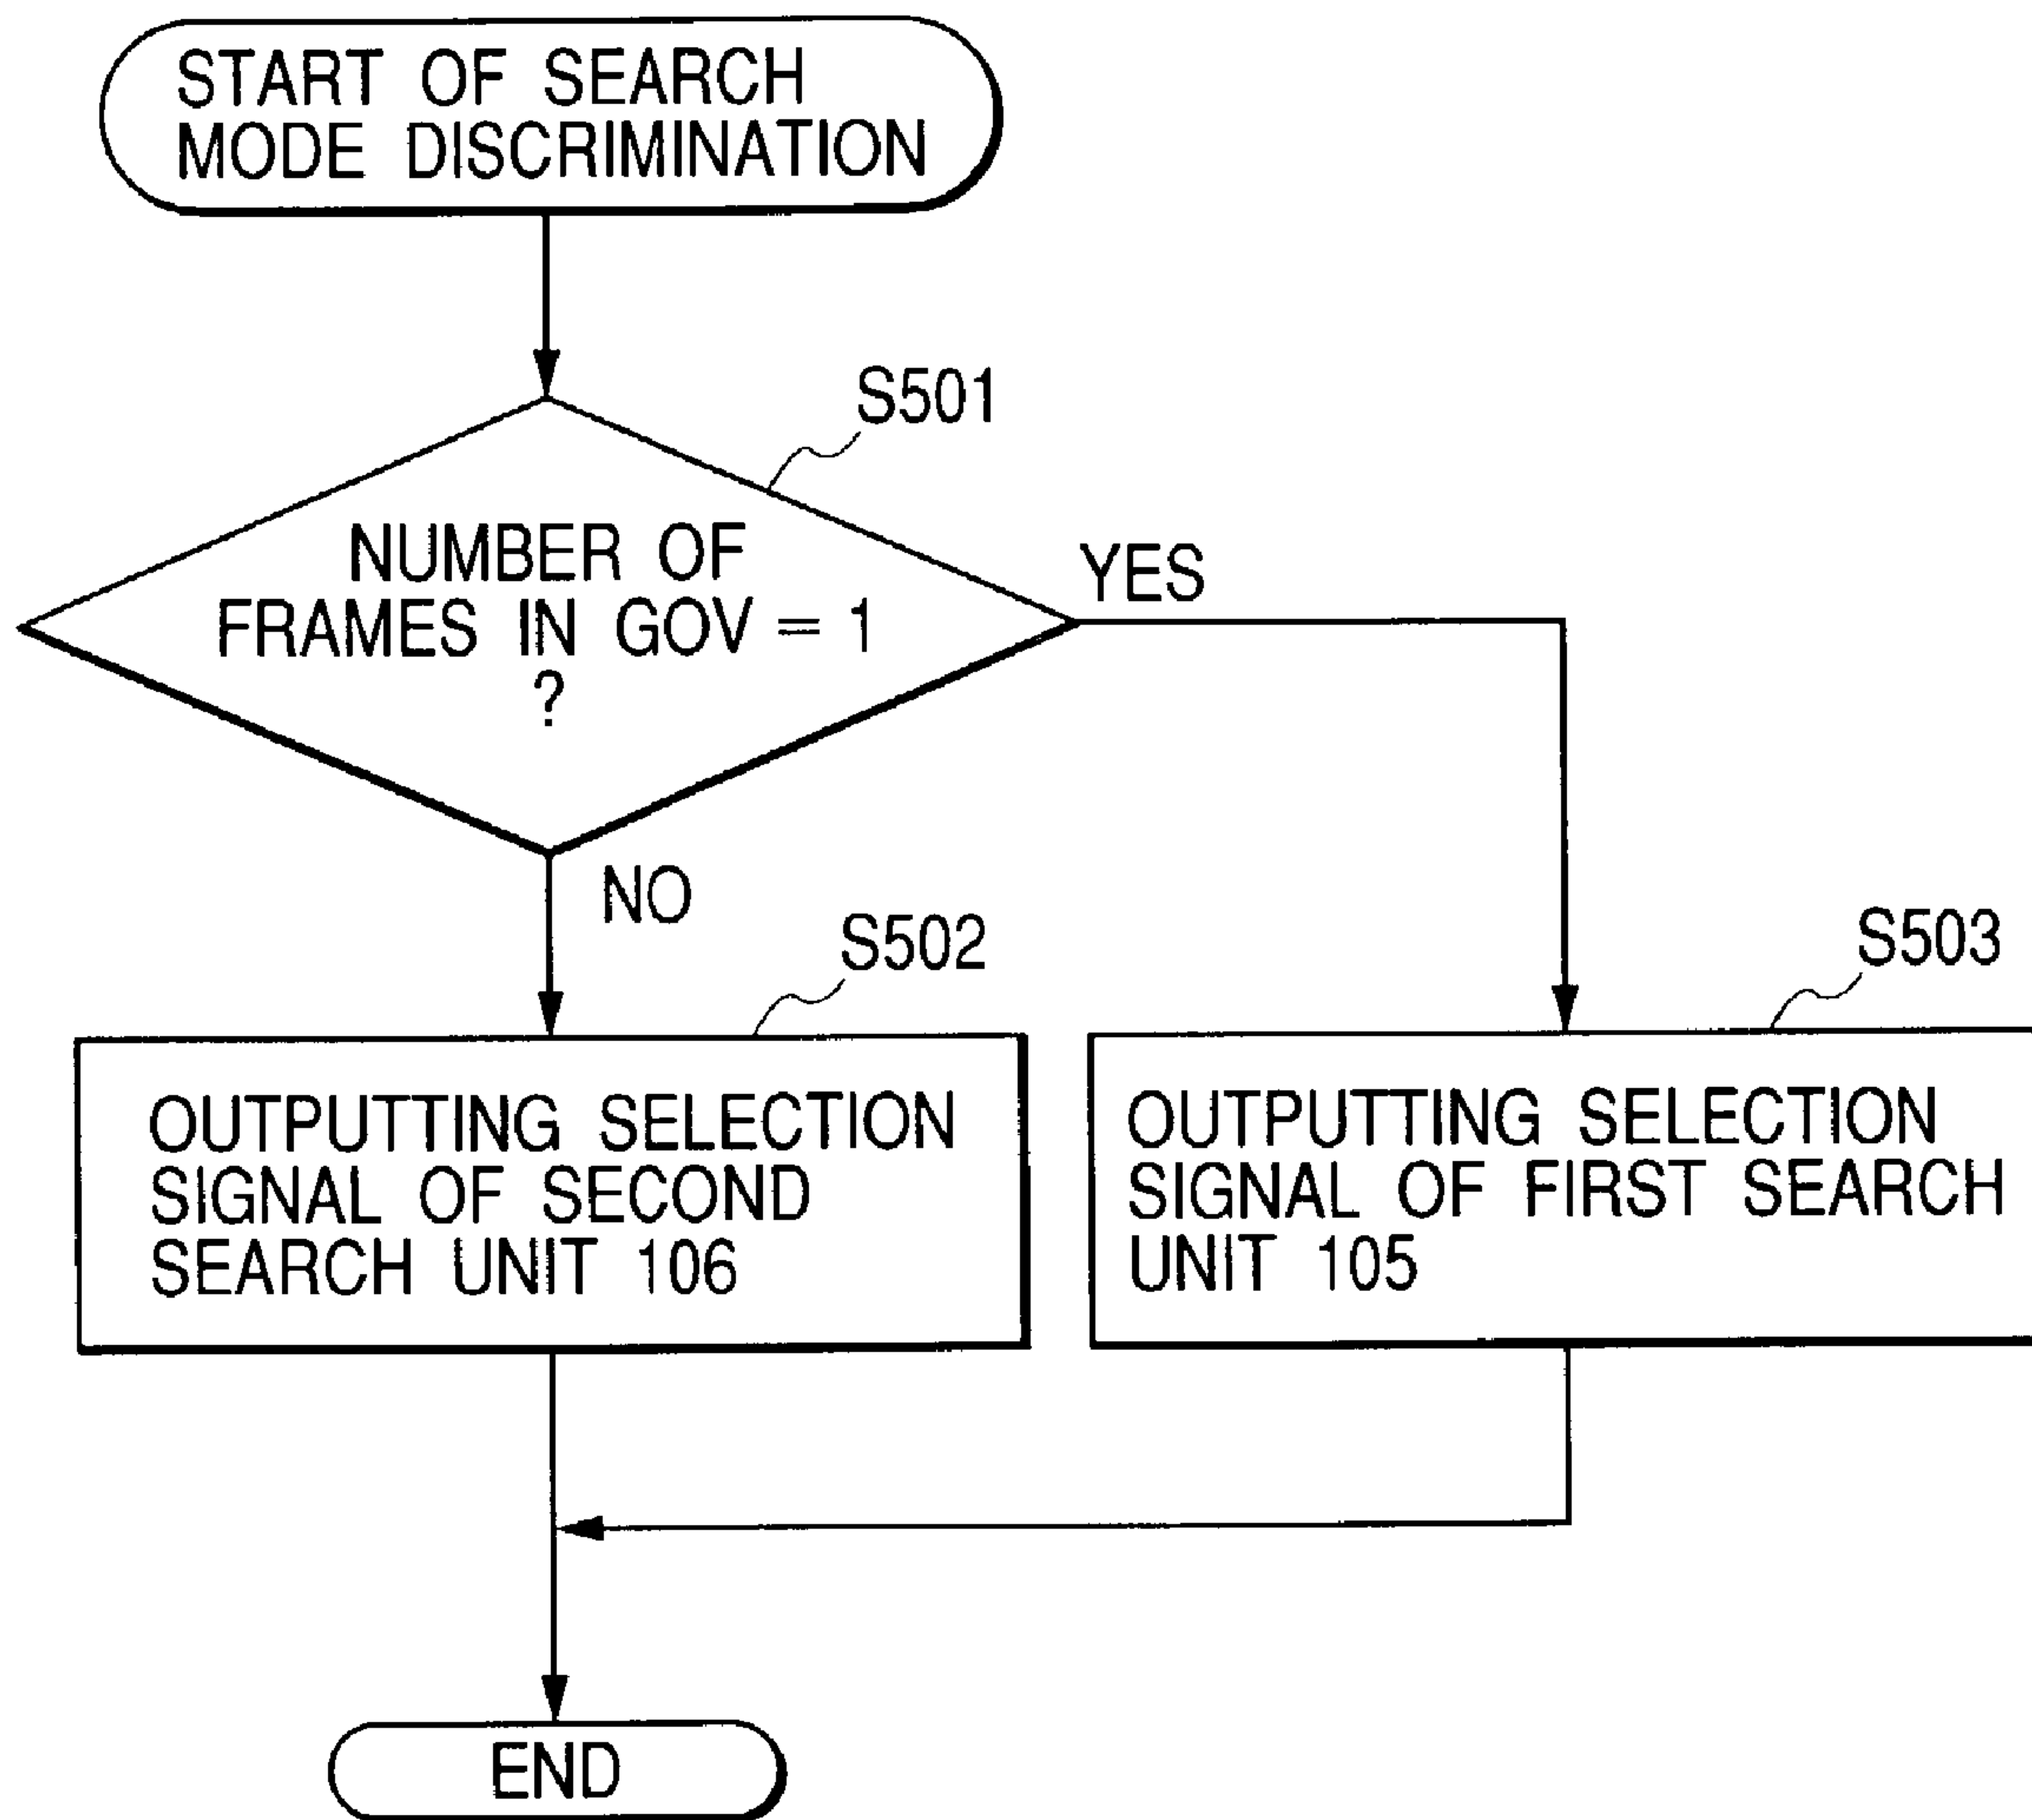 START OF SEARCH
MODE DISCRIMINATION
S501
NUMBER OF
FRAMES IN GOV = 1
?
YES
NO
S502
S503
OUTPUTTING SELECTION
SIGNAL OF SECOND
SEARCH UNIT 106
OUTPUTTING SELECTION
SIGNAL OF FIRST SEARCH
UNIT 105
END